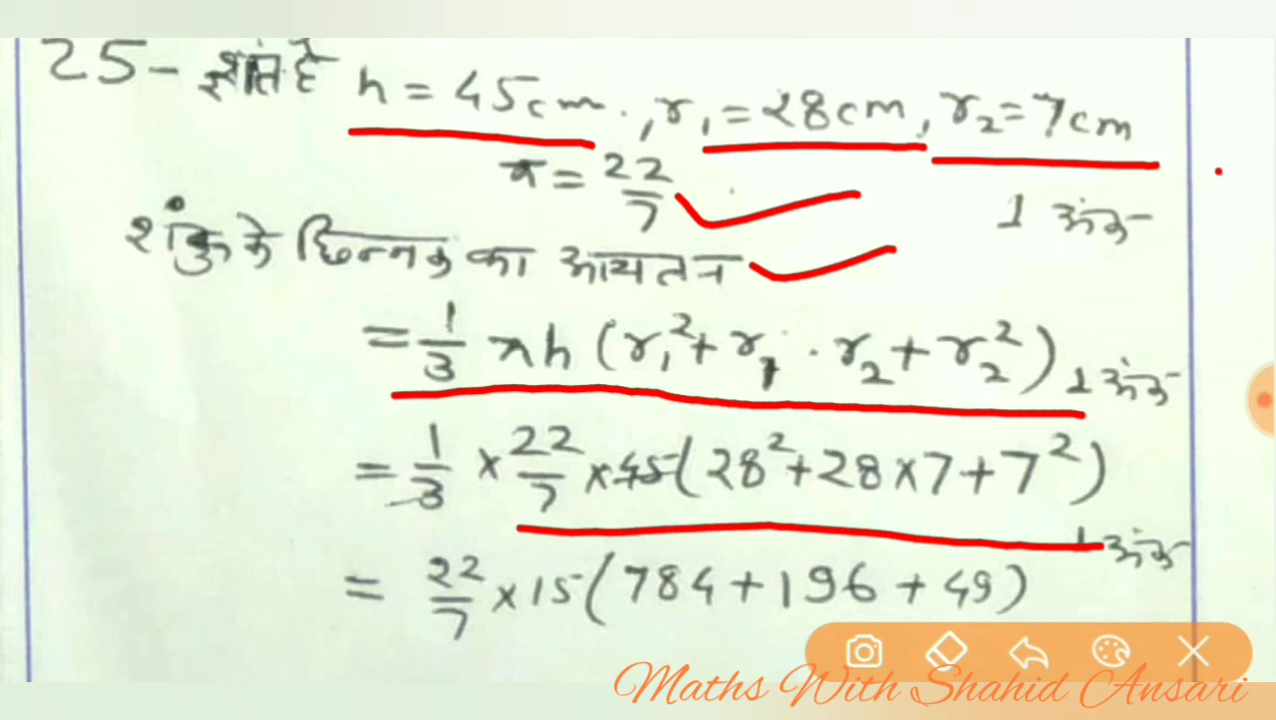 25- ज्ञात है h = 45cm., r₁ = 28cm, r₂ = 7cm
π = 22/7
1 अंक
शंकु के छिन्नक का आयतन
= 1/3 πh (r₁² + r₁ · r₂ + r₂²) 1 अंक
= 1/3 × 22/7 × 45 (28² + 28 × 7 + 7²)
1 अंक
= 22/7 × 15 (784 + 196 + 49)
Maths With Shahid Ansari